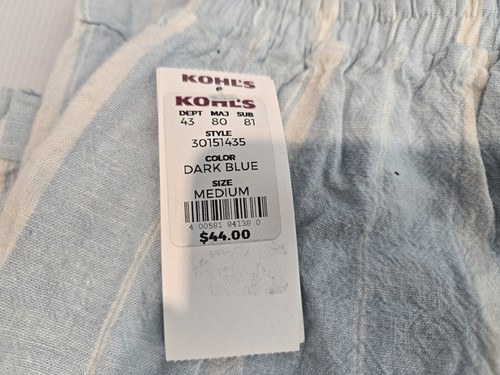 KOHL'S
e
KOHL'S
DEPT MAJ SUB
43 80 81
STYLE
30151435
COLOR
DARK BLUE
SIZE
MEDIUM
4 00581 84138 0
$44.00